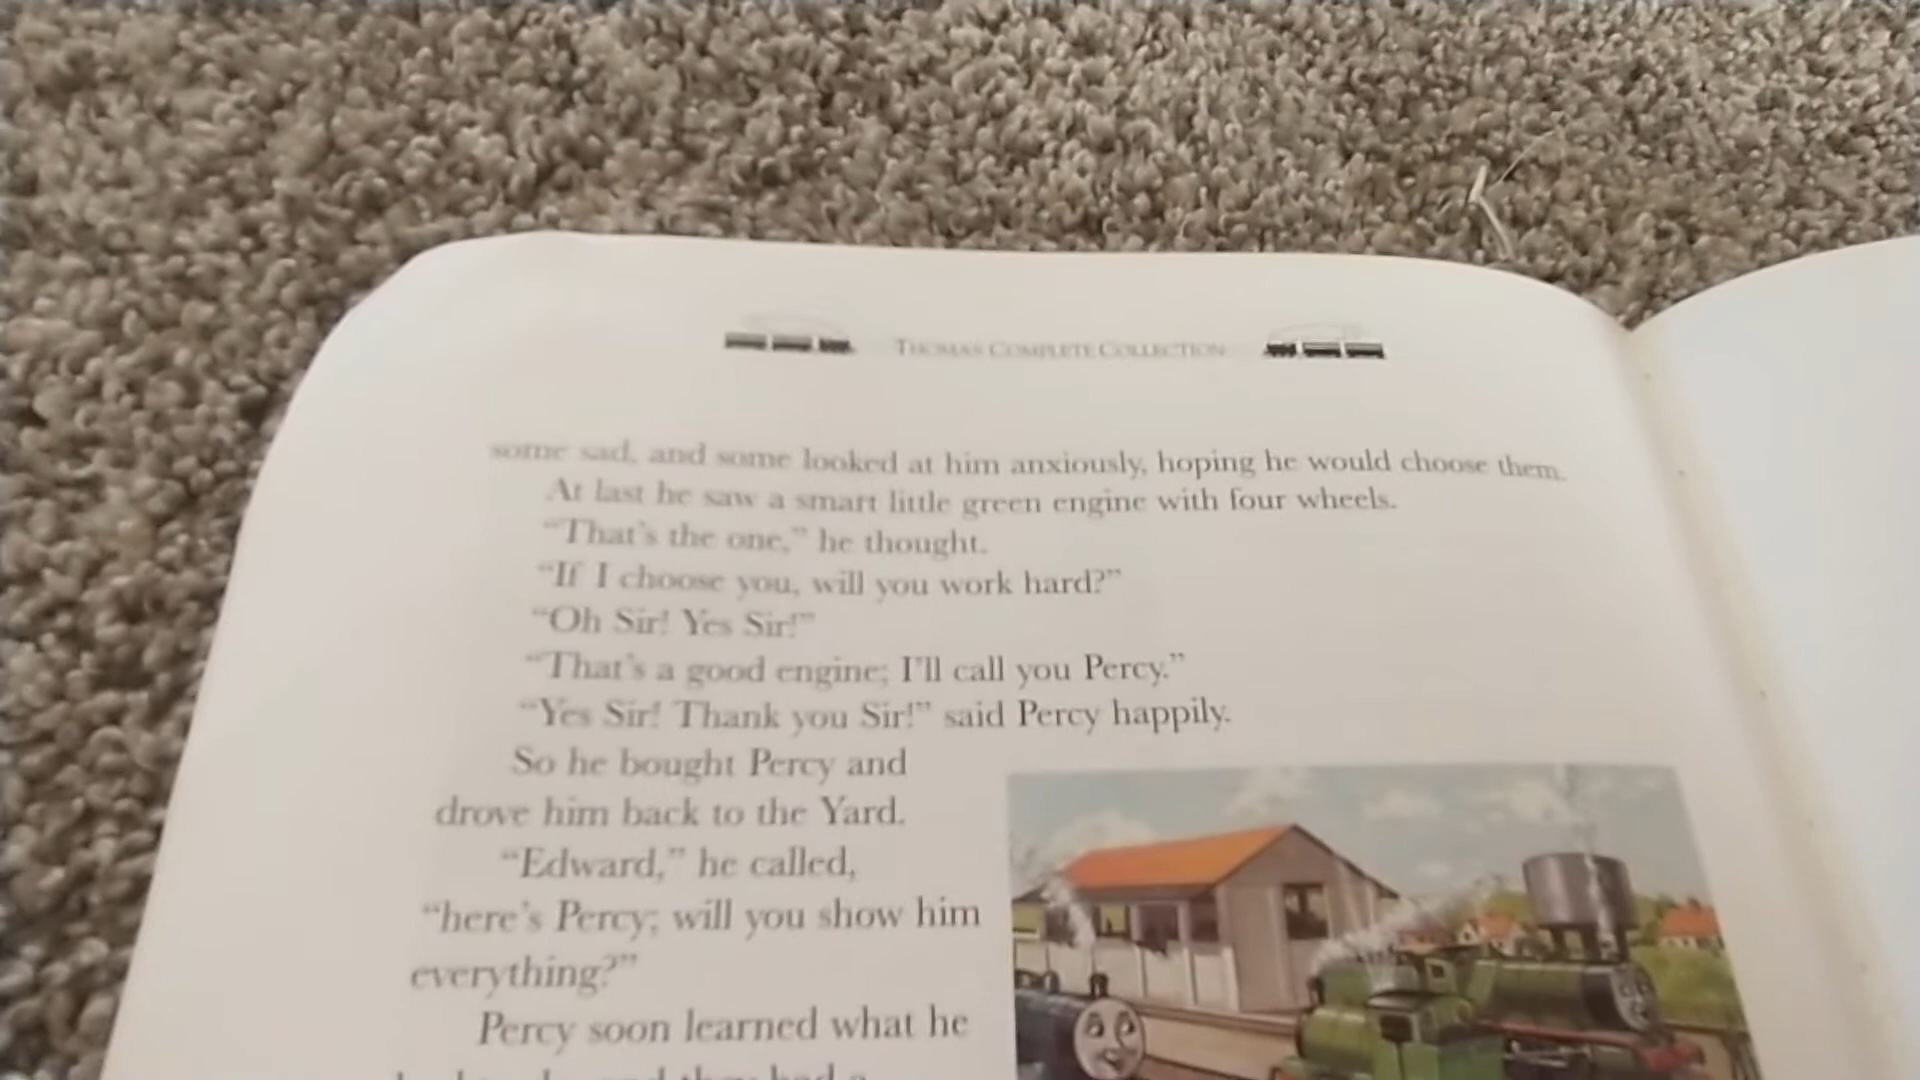 THOMAS COMPLETE COLLECTION
some sad, and some looked at him anxiously, hoping he would choose them.
At last he saw a smart little green engine with four wheels.
“That’s the one,” he thought.
“If I choose you, will you work hard?”
“Oh Sir! Yes Sir!”
“That’s a good engine; I’ll call you Percy.”
“Yes Sir! Thank you Sir!” said Percy happily.
So he bought Percy and
drove him back to the Yard.
“Edward,” he called,
“here’s Percy; will you show him
everything?”
Percy soon learned what he
had a